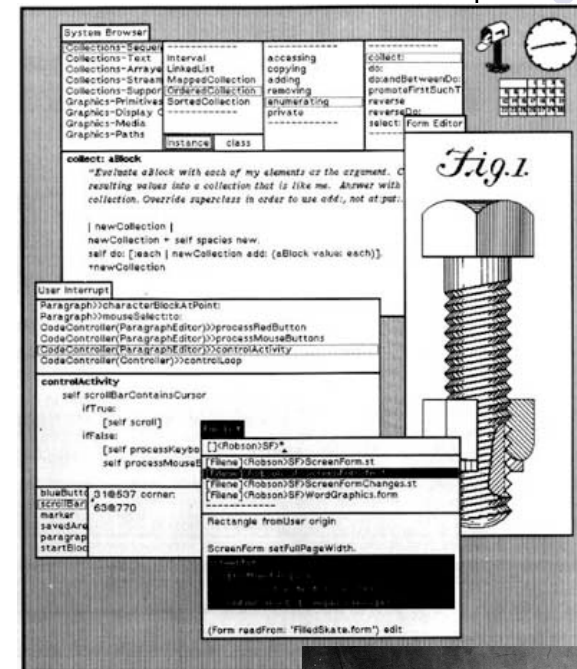 System Browser
Collections-Text
Collections-Arraye
Collections-Stream
Collections-Suppor
Graphics-Primitives
Graphics-Display
Graphics-Media
Graphics-Paths
------------
Interval
LinkedList
MappedCollection
OrderedCollection
SortedCollection
------------
instance class
------------
accessing
copying
adding
removing
enumerating
private
------------
------------
collect:
do:
do:andBetweenDo:
promoteFirstSuchT
reverse
reverseDo:
select:
Form Editor
Fig.1.
collect: aBlock
"Evaluate aBlock with each of my elements as the argument. C
resulting values into a collection that is like me. Answer with
collection. Override superclass in order to use add:, not at:put:.
| newCollection |
newCollection ← self species new.
self do: [:each | newCollection add: (aBlock value: each)].
↑newCollection
User Interrupt
Paragraph>>characterBlockAtPoint:
Paragraph>>mouseSelect:to:
CodeController(ParagraphEditor)>>processRedButton
CodeController(ParagraphEditor)>>processMouseButtons
CodeController(ParagraphEditor)>>controlActivity
CodeController(Controller)>>controlLoop
controlActivity
self scrollBarContainsCursor
ifTrue:
[self scroll]
ifFalse:
[self processKeybo
self processMouseB
blueButto
scrollBar
marker
savedAre
paragrap
startBloc
31@537 corner:
63@770
[]<Robson>SF>*
[Filene]<Robson>SF>ScreenForm.st
[Filene]<Robson>SF>ScreenFormChanges.st
[Filene]<Robson>SF>WordGraphics.form
------------
Rectangle fromUser origin
ScreenForm setFullPageWidth.
(Form readFrom: 'FilledSkate.form') edit